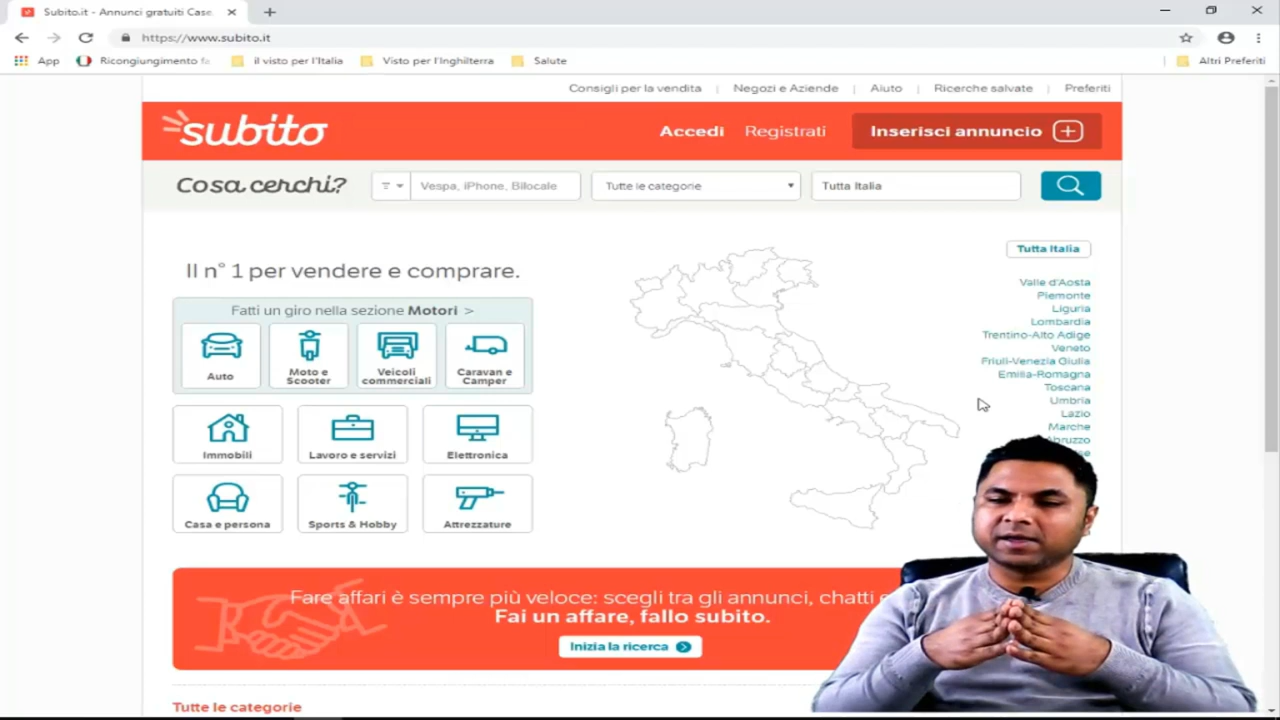 Subito.it - Annunci gratuiti Case
https://www.subito.it
App
Ricongiungimento fa
il visto per l'Italia
Visto per l'Inghilterra
Salute
Altri Preferiti
Consigli per la vendita
Negozi e Aziende
Aiuto
Ricerche salvate
Preferiti
subito
Accedi
Registrati
Inserisci annuncio
Cosa cerchi?
Vespa, iPhone, Bilocale
Tutte le categorie
Tutta Italia
Il n° 1 per vendere e comprare.
Fatti un giro nella sezione Motori >
Auto
Moto e
Scooter
Veicoli
commerciali
Caravan e
Camper
Immobili
Lavoro e servizi
Elettronica
Casa e persona
Sports & Hobby
Attrezzature
Tutta Italia
Valle d'Aosta
Piemonte
Liguria
Lombardia
Trentino-Alto Adige
Veneto
Friuli-Venezia Giulia
Emilia-Romagna
Toscana
Umbria
Lazio
Marche
Abruzzo
Fare affari è sempre più veloce: scegli tra gli annunci, chatti
Fai un affare, fallo subito.
Inizia la ricerca
Tutte le categorie